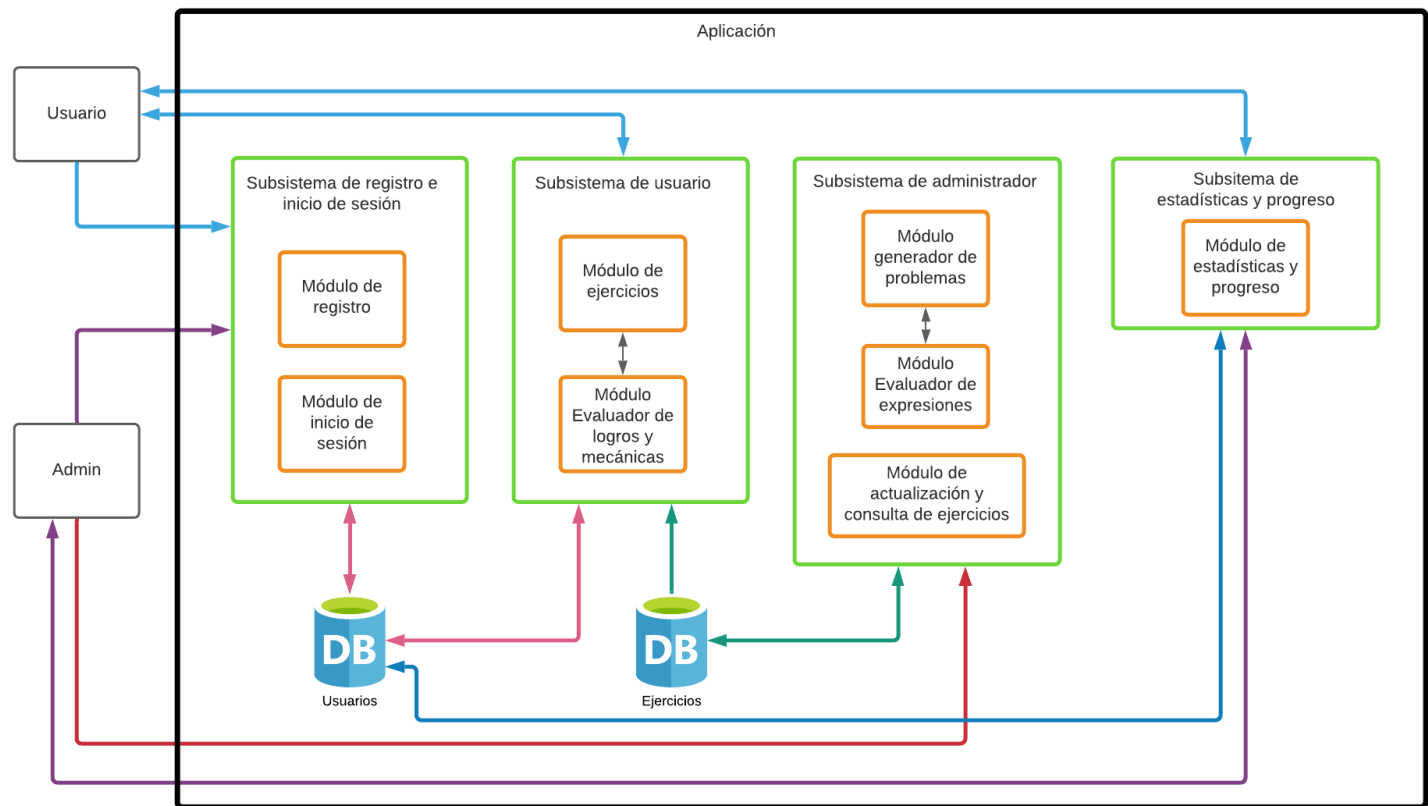 Aplicación
Usuario
Admin
Subsistema de registro e
inicio de sesión
Módulo de
registro
Módulo de
inicio de
sesión
Subsistema de usuario
Módulo de
ejercicios
Módulo
Evaluador de
logros y
mecánicas
Subsistema de administrador
Módulo
generador de
problemas
Módulo
Evaluador de
expresiones
Módulo de
actualización y
consulta de ejercicios
Subsitema de
estadísticas y progreso
Módulo de
estadísticas y
progreso
DB
Usuarios
DB
Ejercicios